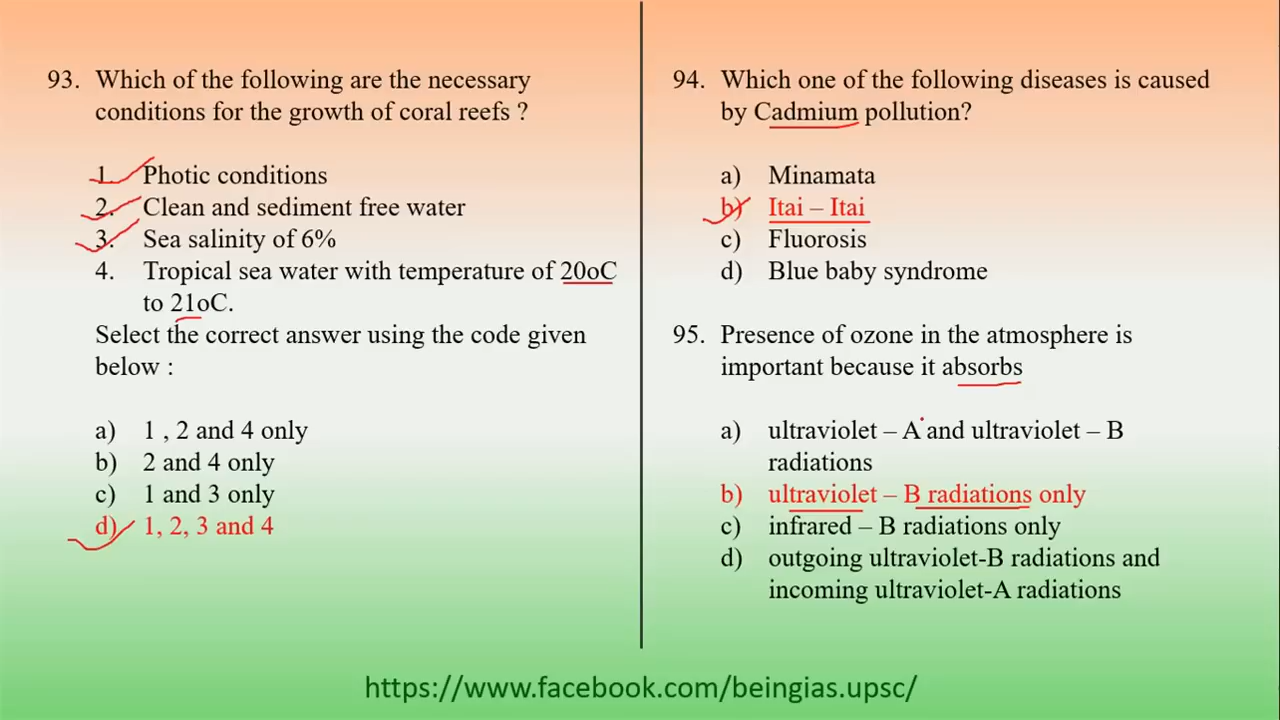 93. Which of the following are the necessary
conditions for the growth of coral reefs ?
1. Photic conditions
2. Clean and sediment free water
3. Sea salinity of 6%
4. Tropical sea water with temperature of 20oC
to 21oC.
Select the correct answer using the code given
below :
a) 1 , 2 and 4 only
b) 2 and 4 only
c) 1 and 3 only
d) 1, 2, 3 and 4
94. Which one of the following diseases is caused
by Cadmium pollution?
a) Minamata
b) Itai – Itai
c) Fluorosis
d) Blue baby syndrome
95. Presence of ozone in the atmosphere is
important because it absorbs
a) ultraviolet – A and ultraviolet – B
radiations
b) ultraviolet – B radiations only
c) infrared – B radiations only
d) outgoing ultraviolet-B radiations and
incoming ultraviolet-A radiations
https://www.facebook.com/beingias.upsc/